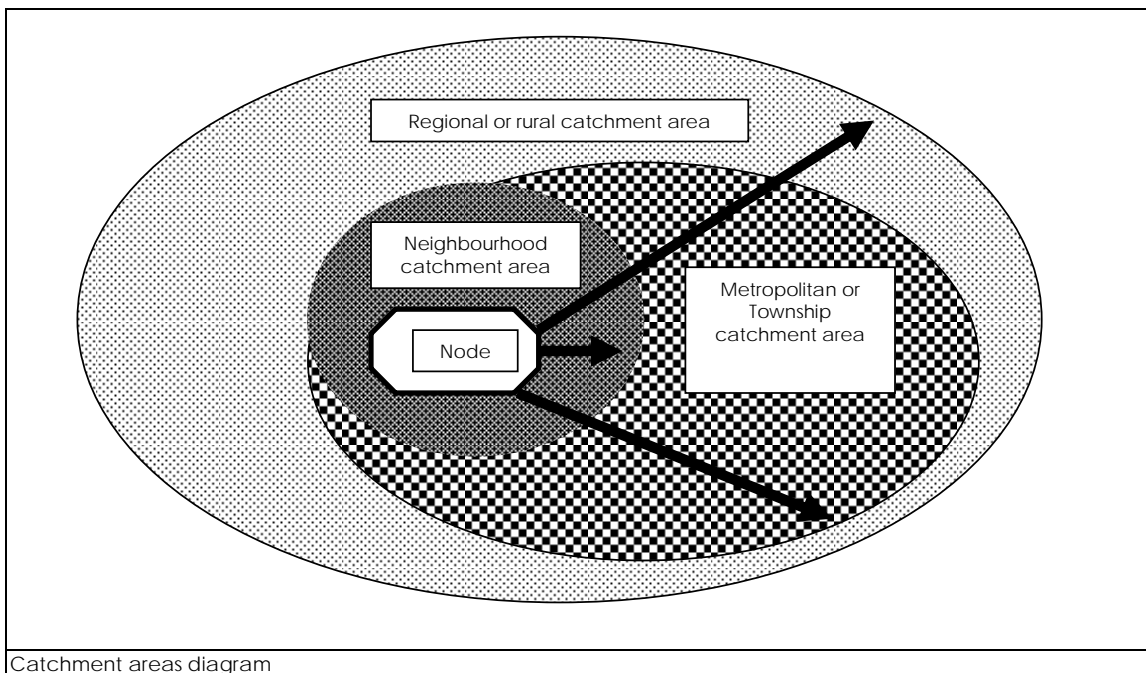 Regional or rural catchment area
Neighbourhood
catchment area
Metropolitan or
Township
catchment area
Node
Catchment areas diagram